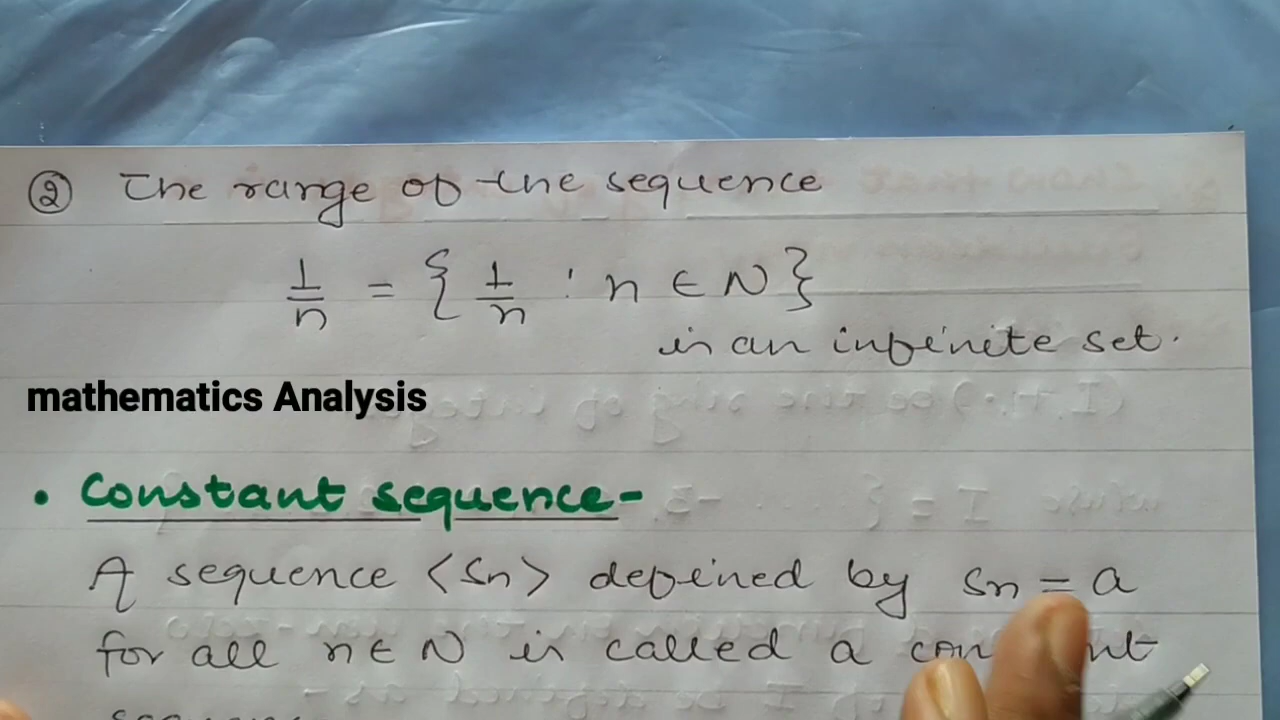 ② The range of the sequence
1/n = { 1/n : n ∈ N }
is an infinite set.
mathematics Analysis
• Constant sequence-
A sequence <Sn> defined by Sn = a
for all n ∈ N is called a